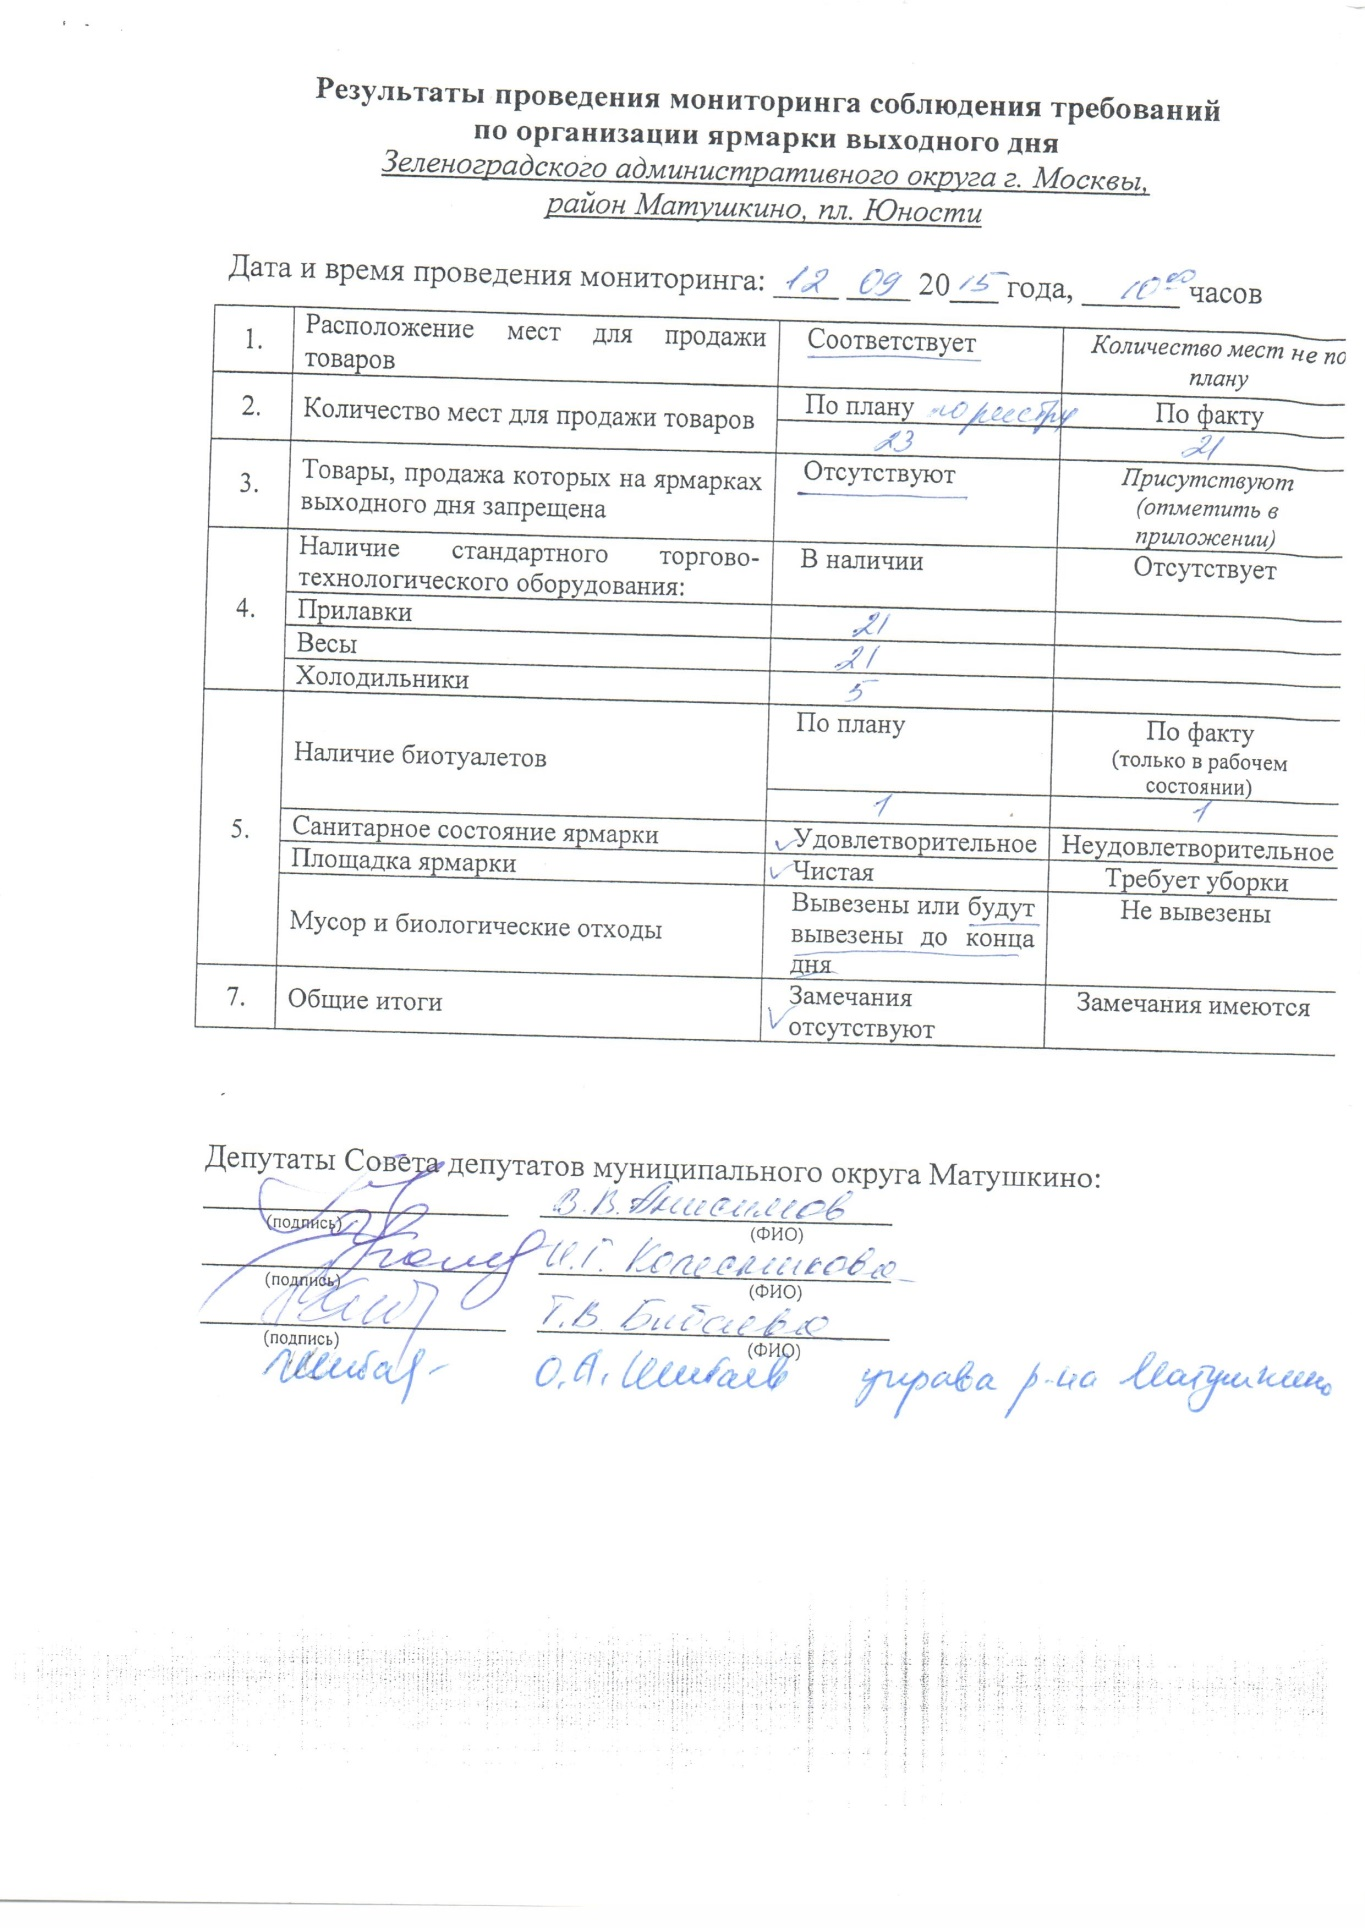 Результаты проведения мониторинга соблюдения требований
по организации ярмарки выходного дня
Зеленоградского административного округа г. Москвы,
район Матушкино, пл. Юности
Дата и время проведения мониторинга: 12 09 2015 года, 10 00 часов
1. Расположение мест для продажи товаров Соответствует Количество мест не по плану
2. Количество мест для продажи товаров По плану по реестру По факту
23 21
3. Товары, продажа которых на ярмарках выходного дня запрещена Отсутствуют Присутствуют (отметить в приложении)
4. Наличие стандартного торгово-технологического оборудования: В наличии Отсутствует
Прилавки 21
Весы 21
Холодильники 5
5. Наличие биотуалетов По плану По факту (только в рабочем состоянии)
1 1
Санитарное состояние ярмарки Удовлетворительное Неудовлетворительное
Площадка ярмарки Чистая Требует уборки
Мусор и биологические отходы Вывезены или будут вывезены до конца дня Не вывезены
7. Общие итоги Замечания отсутствуют Замечания имеются
Депутаты Совета депутатов муниципального округа Матушкино:
В.В. Анисимов
(подпись) (ФИО)
И.Г. Колесникова
(подпись) (ФИО)
Т.В.
(подпись) (ФИО)
О.А. Шибаев управа р-на Матушкино